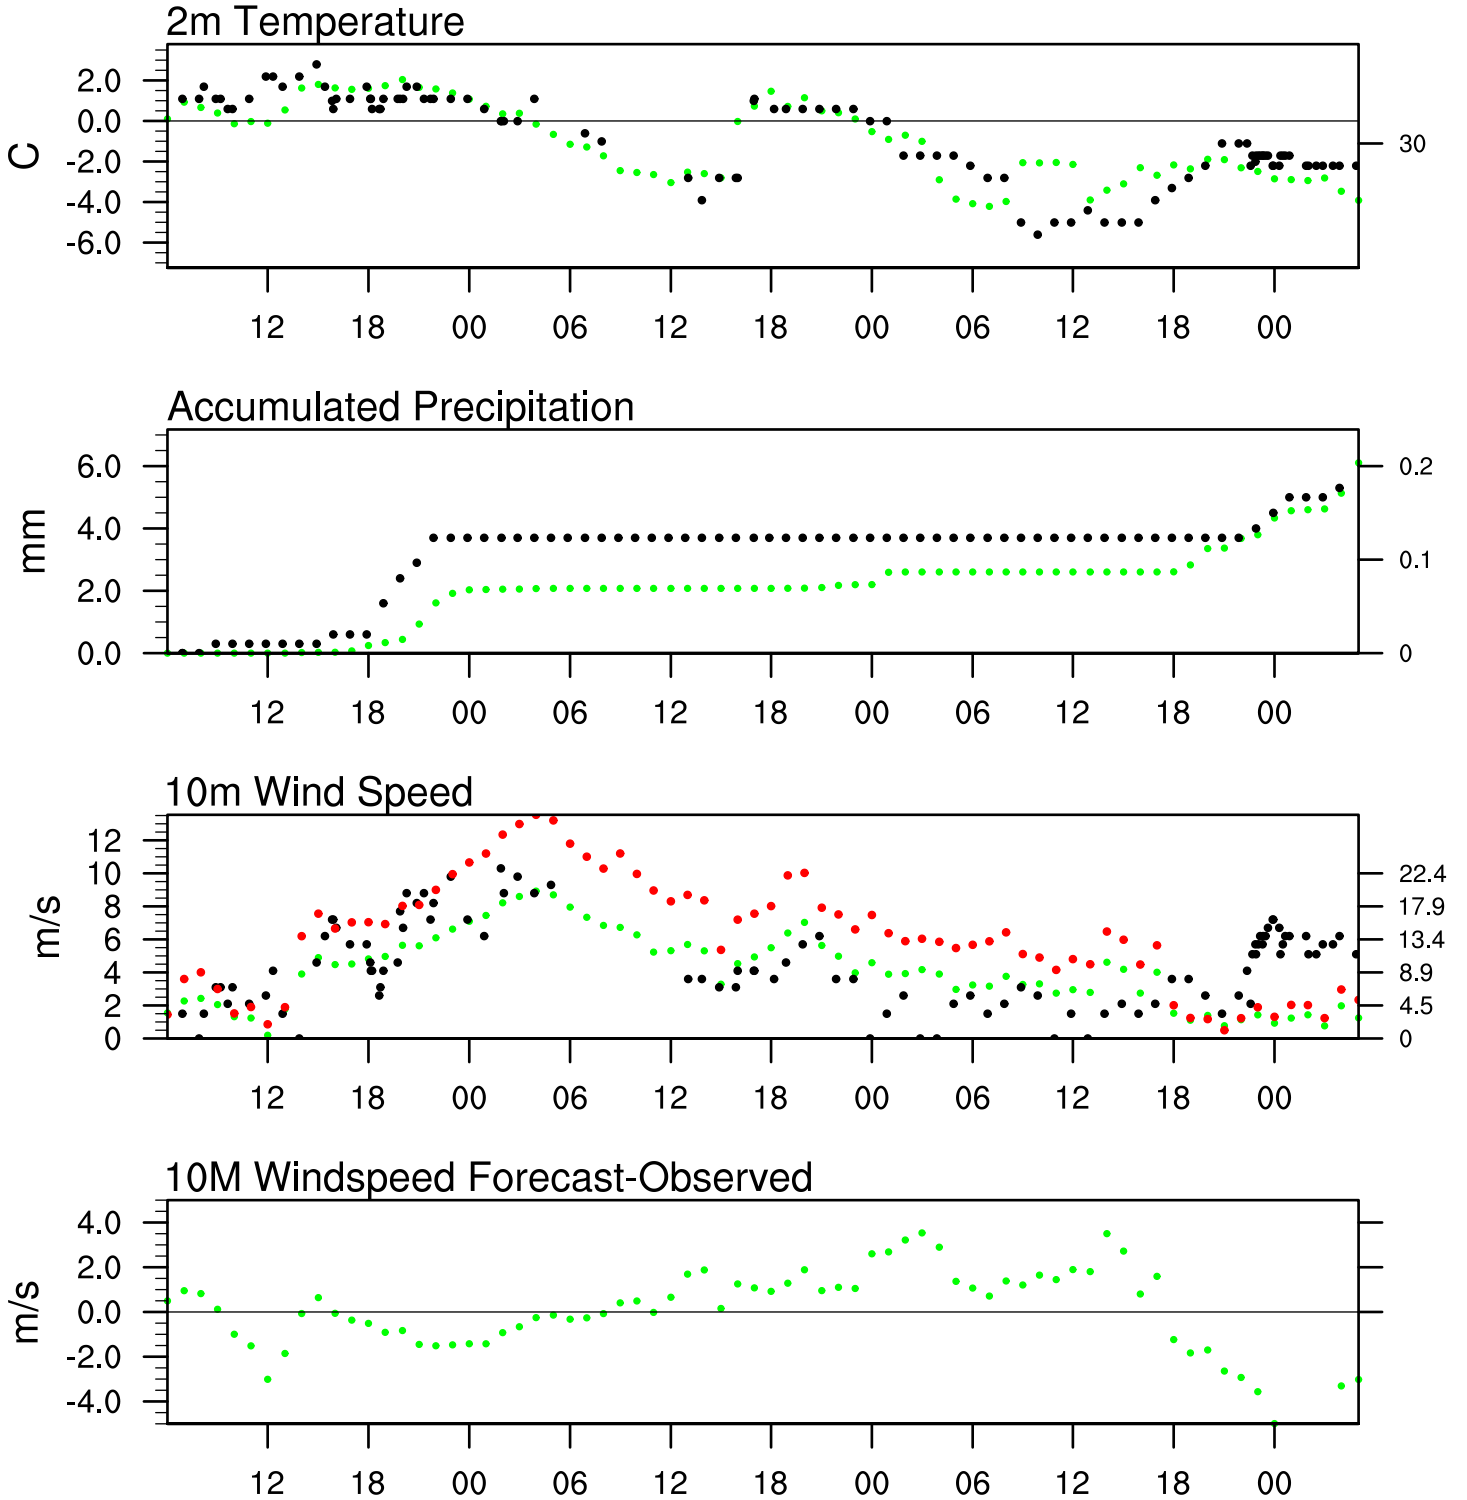 2m Temperature
2.0
0.0
-2.0
-4.0
-6.0
C
30
12 18 00 06 12 18 00 06 12 18 00
Accumulated Precipitation
6.0
4.0
2.0
0.0
mm
0.2
0.1
0
12 18 00 06 12 18 00 06 12 18 00
10m Wind Speed
12
10
8
6
4
2
0
m/s
22.4
17.9
13.4
8.9
4.5
0
12 18 00 06 12 18 00 06 12 18 00
10M Windspeed Forecast-Observed
4.0
2.0
0.0
-2.0
-4.0
m/s
12 18 00 06 12 18 00 06 12 18 00